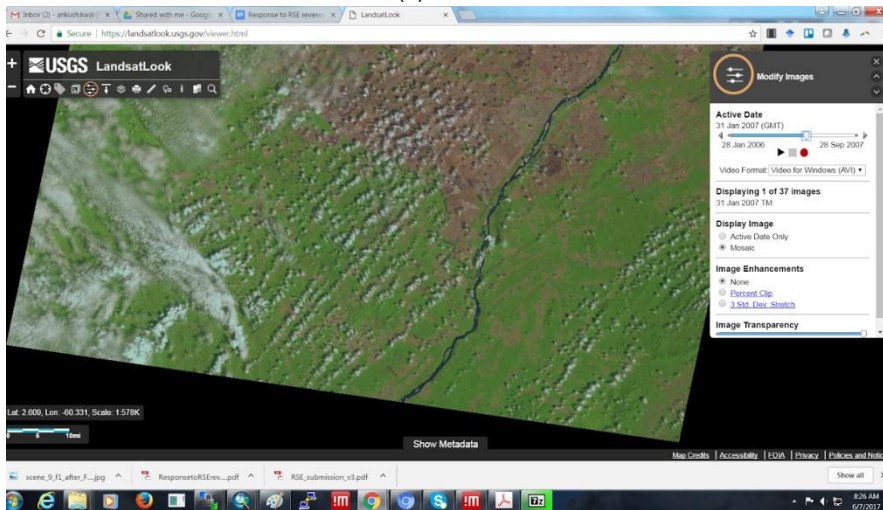 Inbox (2) - ankush.kwal@
Shared with me - Google
Response to RSE reveiw
LandsatLook
Secure | https://landsatlook.usgs.gov/viewer.html
USGS LandsatLook
Modify Images
Active Date
31 Jan 2007 (GMT)
28 Jan 2006 28 Sep 2007
Video Format: Video for Windows (AVI)
Displaying 1 of 37 images
31 Jan 2007 TM
Display Image
Active Date Only
Mosaic
Image Enhancements
None
Percent Clip
3 Std. Dev. Stretch
Image Transparency
Lat: 2.609, Lon: -60.331, Scale: 1:578K
0 5 10mi
Show Metadata
Map Credits | Accessibility | FOIA | Privacy | Policies and Notic
scene_9_f1_after_F....jpg
ResponsetoRSErev....pdf
RSE_submission_v3.pdf
Show all
8:26 AM
6/7/2017